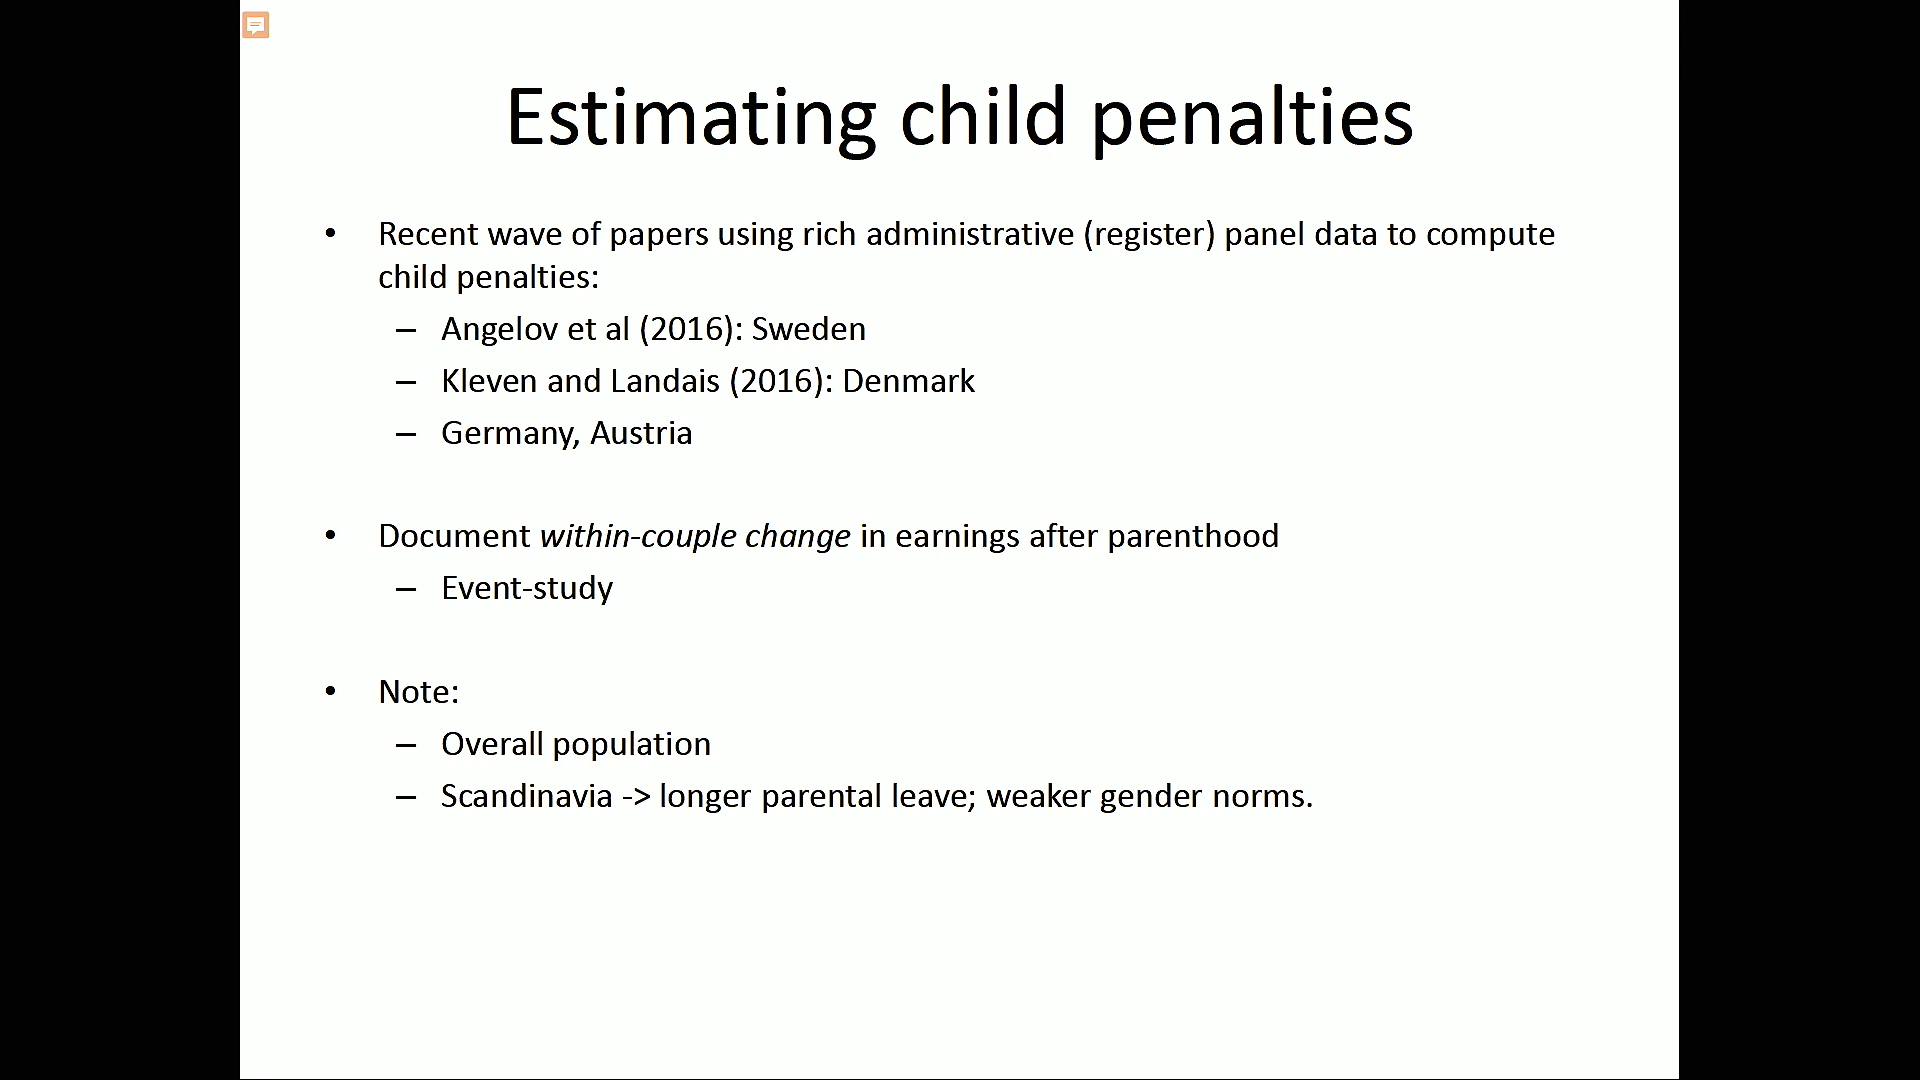 Estimating child penalties
• Recent wave of papers using rich administrative (register) panel data to compute
child penalties:
– Angelov et al (2016): Sweden
– Kleven and Landais (2016): Denmark
– Germany, Austria
• Document within-couple change in earnings after parenthood
– Event-study
• Note:
– Overall population
– Scandinavia -> longer parental leave; weaker gender norms.